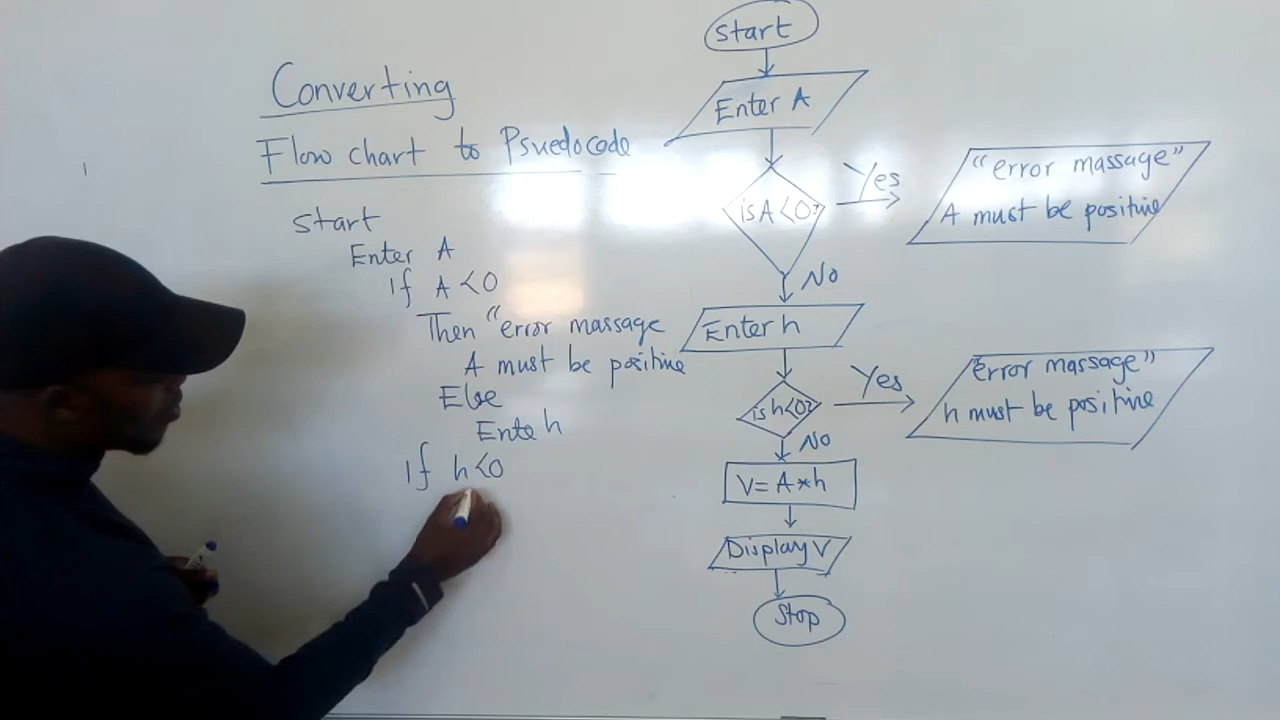 Converting
Flow chart to Psuedocode
Start
Enter A
If A <0
Then "error massage
A must be positive
Else
Ente h
If h <0
Start
Enter A
is A <0?
Yes
"error massage"
A must be positive
No
Enter h
is h<0?
Yes
"error massage"
h must be positive
No
V= A*h
Display V
Stop